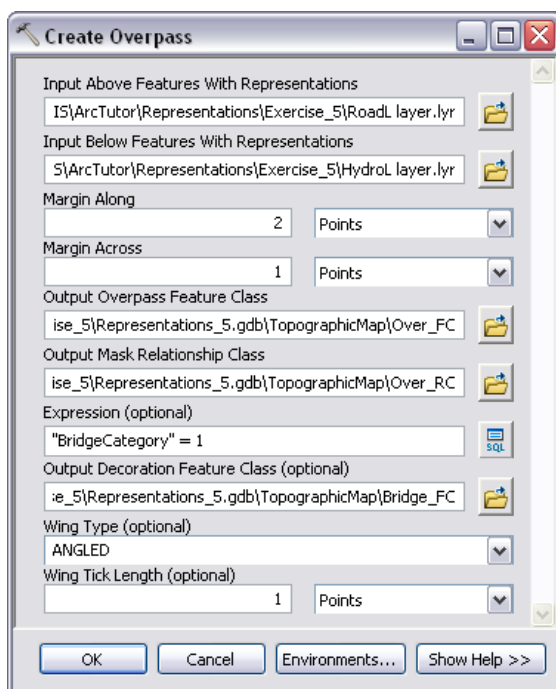 Create Overpass
Input Above Features With Representations
IS\ArcTutor\Representations\Exercise_5\RoadL layer.lyr
Input Below Features With Representations
S\ArcTutor\Representations\Exercise_5\HydroL layer.lyr
Margin Along
2 Points
Margin Across
1 Points
Output Overpass Feature Class
ise_5\Representations_5.gdb\TopographicMap\Over_FC
Output Mask Relationship Class
ise_5\Representations_5.gdb\TopographicMap\Over_RC
Expression (optional)
"BridgeCategory" = 1
SQL
Output Decoration Feature Class (optional)
e_5\Representations_5.gdb\TopographicMap\Bridge_FC
Wing Type (optional)
ANGLED
Wing Tick Length (optional)
1 Points
OK Cancel Environments... Show Help >>